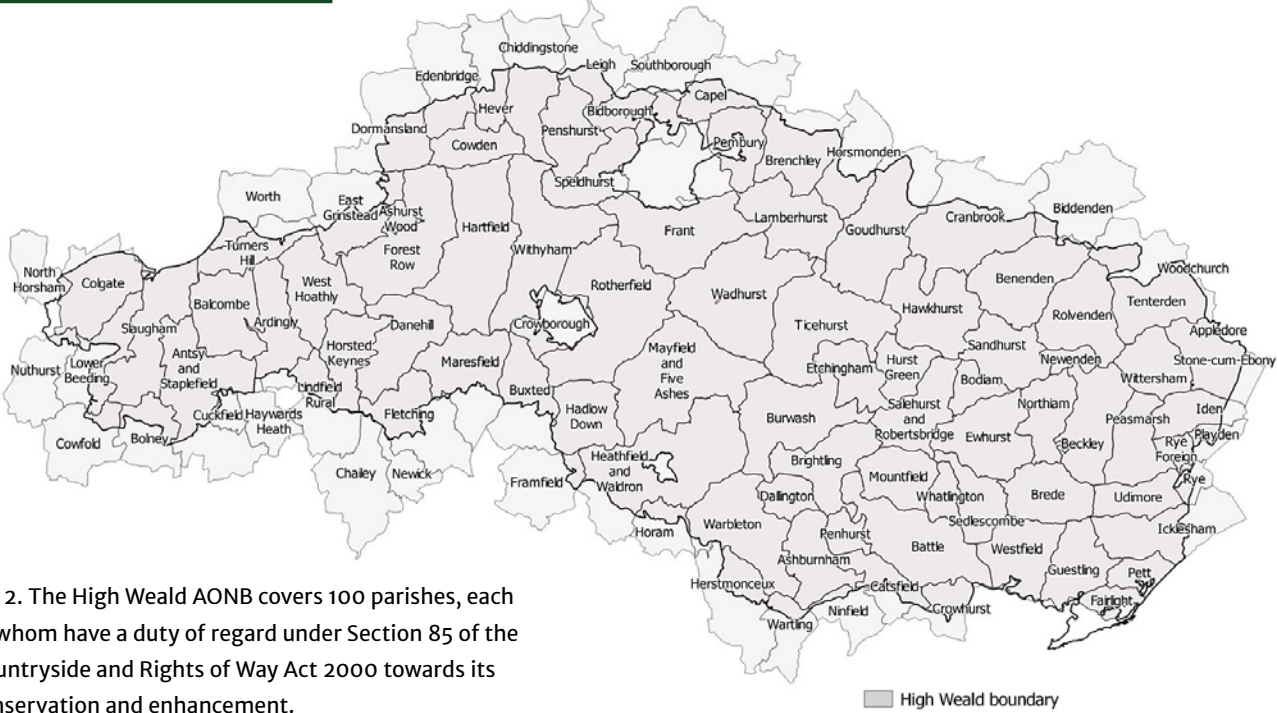 Chiddingstone
Leigh
Southborough
Edenbridge
Capel
Hever
Bidborough
Dormansland
Penshurst
Pembury
Cowden
Brenchley
Horsmonden
Speldhurst
Worth
East
Grinstead
Ashurst
Wood
Lamberhurst
Cranbrook
Biddenden
Hartfield
Frant
Goudhurst
Turners
Hill
Forest
Row
Withyham
North
Horsham
Colgate
Woodchurch
West
Hoathly
Rotherfield
Wadhurst
Benenden
Tenterden
Balcombe
Hawkhurst
Rolvenden
Slaugham
Ardingly
Danehill
Crowborough
Ticehurst
Appledore
Horsted
Keynes
Mayfield
and
Five
Ashes
Sandhurst
Antsy
and
Staplefield
Maresfield
Etchingham
Hurst
Green
Newenden
Stone-cum-Ebony
Nuthurst
Lower
Beeding
Bodiam
Wittersham
Lindfield
Rural
Buxted
Cuckfield
Haywards
Heath
Fletching
Hadlow
Down
Burwash
Salehurst
and
Robertsbridge
Northiam
Peasmarsh
Iden
Cowfold
Bolney
Ewhurst
Beckley
Rye
Foreign
Playden
Chailey
Newick
Framfield
Heathfield
and
Waldron
Brightling
Mountfield
Rye
Dallington
Whatlington
Brede
Udimore
Horam
Warbleton
Penhurst
Sedlescombe
Icklesham
Battle
Westfield
Ashburnham
Guestling
Pett
Herstmonceux
Catsfield
Fairlight
Wartling
Ninfield
Crowhurst
2. The High Weald AONB covers 100 parishes, each
whom have a duty of regard under Section 85 of the
untryside and Rights of Way Act 2000 towards its
nservation and enhancement.
High Weald boundary